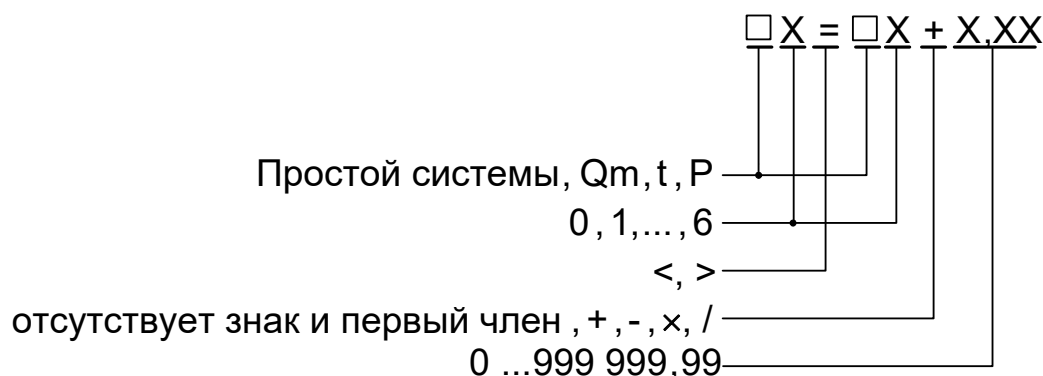 □ X = □ X + X,XX
Простой системы, Qm, t, P
0, 1,..., 6
<, >
отсутствует знак и первый член, +, -, ×, /
0 ...999 999,99